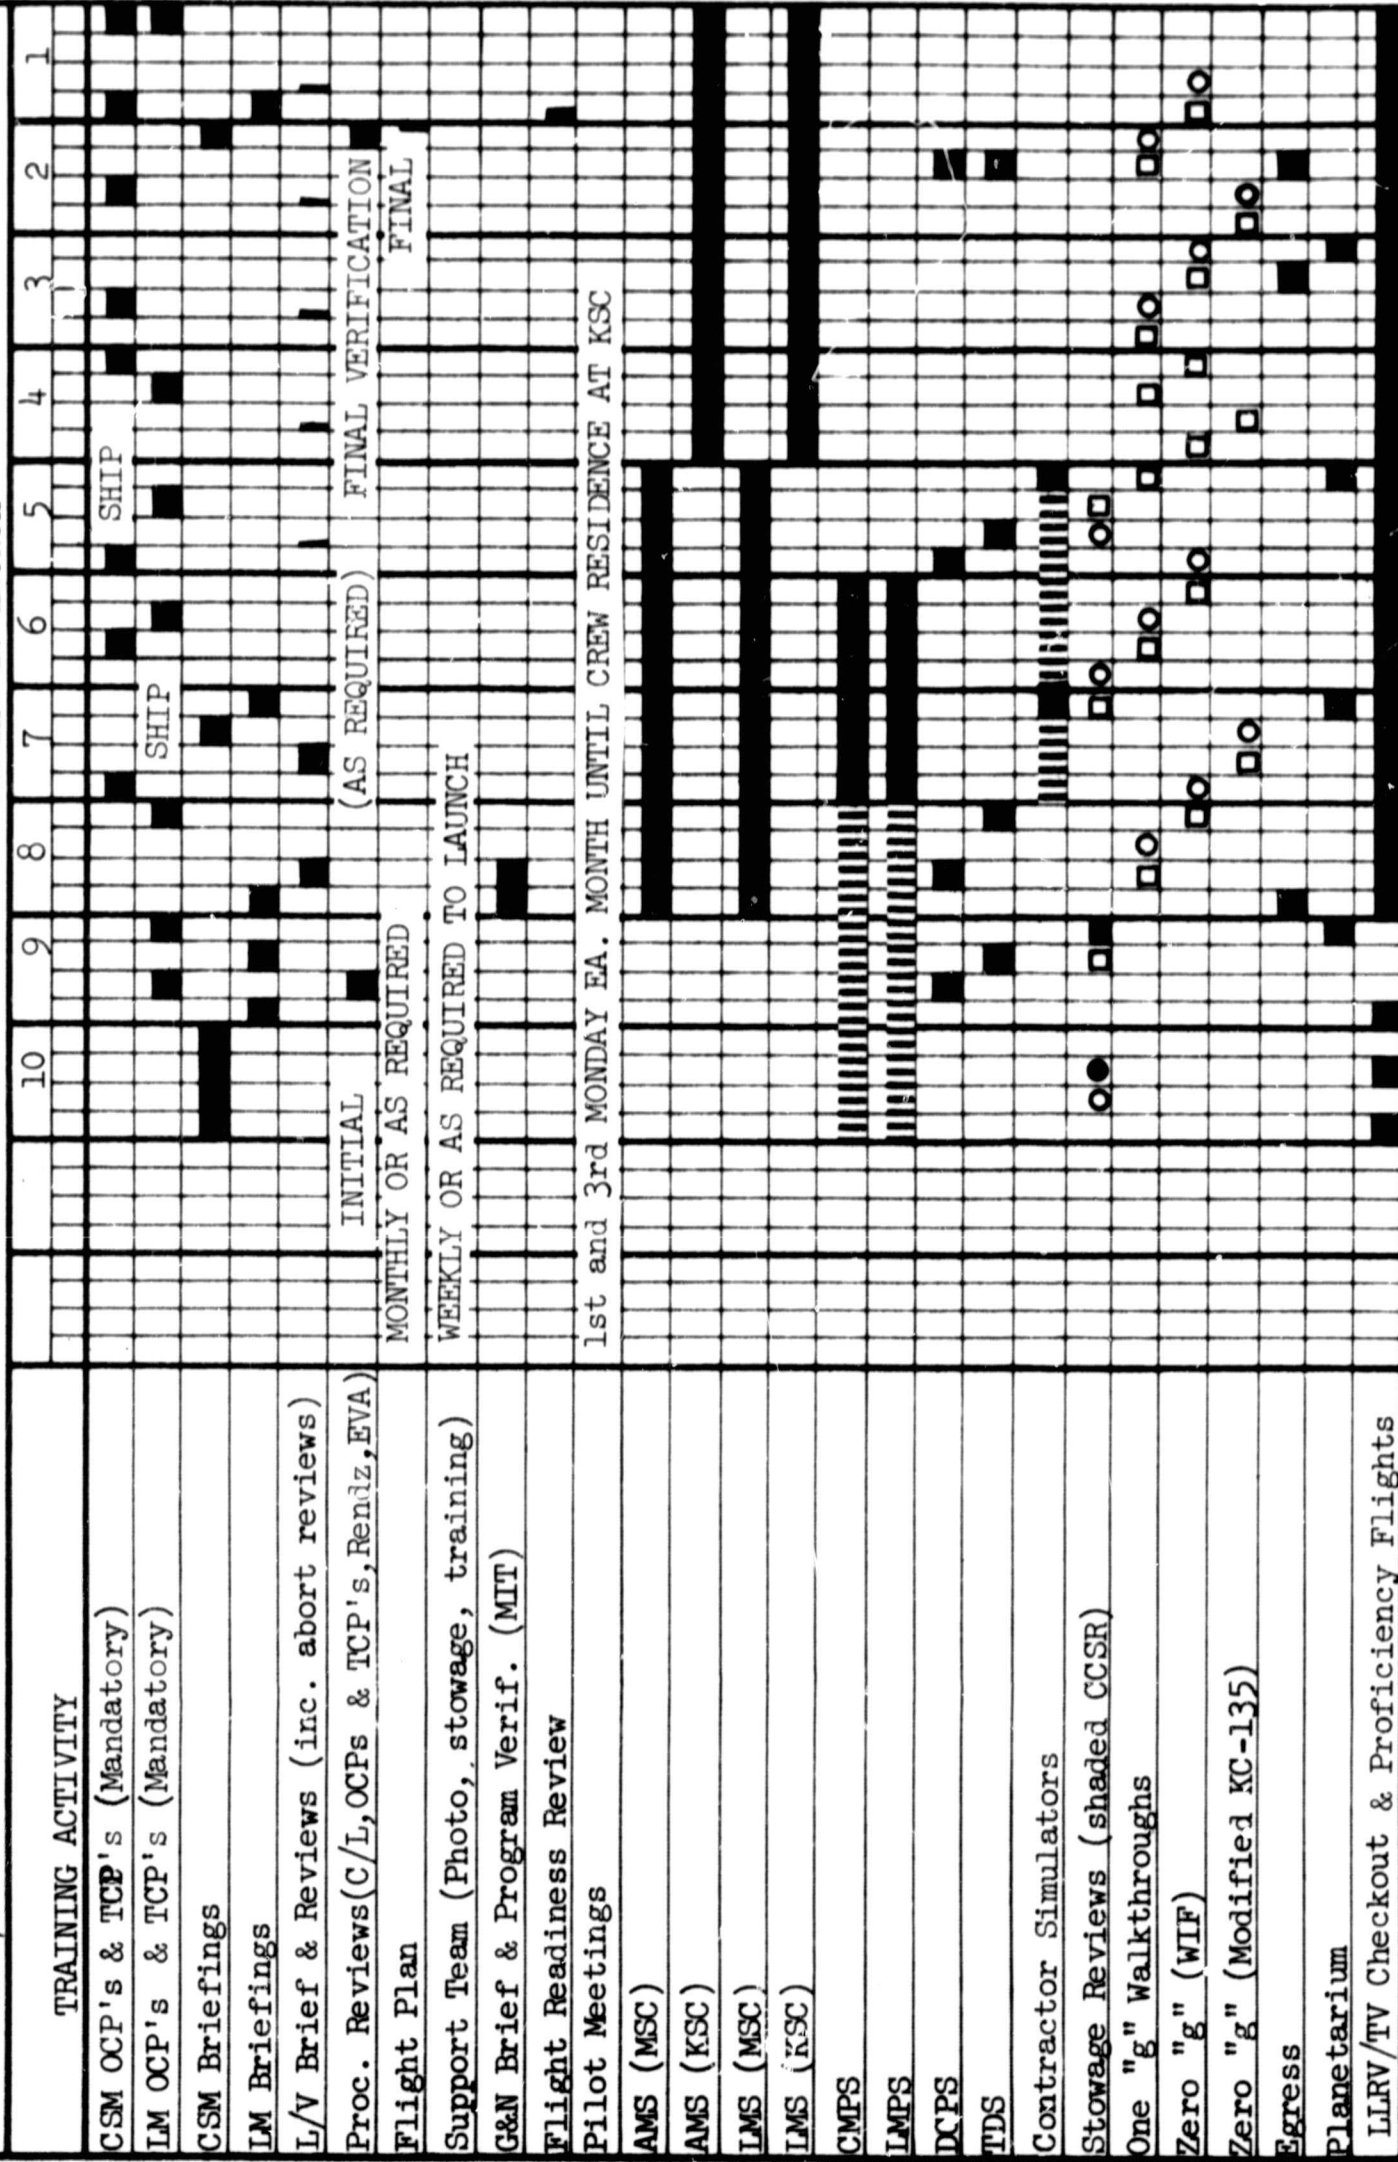 TRAINING ACTIVITY 10 9 8 7 6 5 4 3 2 1
CSM OCP's & TCP's (Mandatory) SHIP
LM OCP's & TCP's (Mandatory) SHIP
CSM Briefings
LM Briefings
L/V Brief & Reviews (inc. abort reviews)
Proc. Reviews(C/L,OCPs & TCP's,Rendz,EVA) INITIAL (AS REQUIRED) FINAL VERIFICATION
Flight Plan MONTHLY OR AS REQUIRED FINAL
Support Team (Photo, stowage, training) WEEKLY OR AS REQUIRED TO LAUNCH
G&N Brief & Program Verif. (MIT)
Flight Readiness Review
Pilot Meetings 1st and 3rd MONDAY EA. MONTH UNTIL CREW RESIDENCE AT KSC
AMS (MSC)
AMS (KSC)
LMS (MSC)
LMS (KSC)
CMPS
LMPS
DCPS
TDS
Contractor Simulators
Stowage Reviews (shaded CCSR)
One "g" Walkthroughs
Zero "g" (WIF)
Zero "g" (Modified KC-135)
Egress
Planetarium
LLRV/TV Checkout & Proficiency Flights